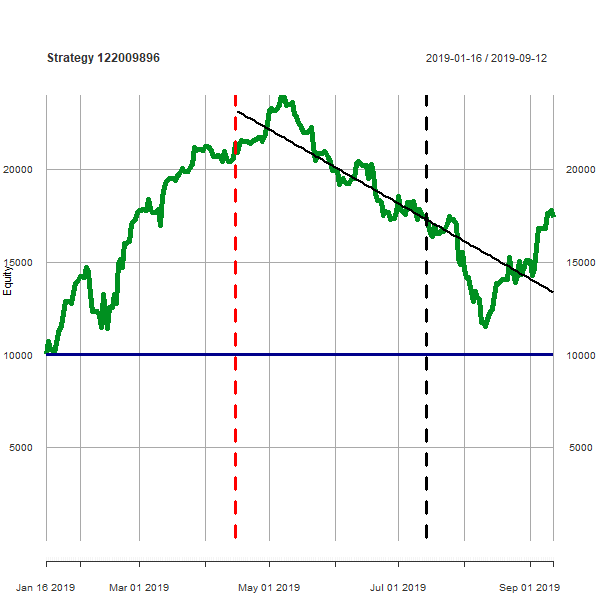 Strategy 122009896
2019-01-16 / 2019-09-12
20000 20000
15000 15000
Equity
10000 10000
5000 5000
Jan 16 2019 Mar 01 2019 May 01 2019 Jul 01 2019 Sep 01 2019